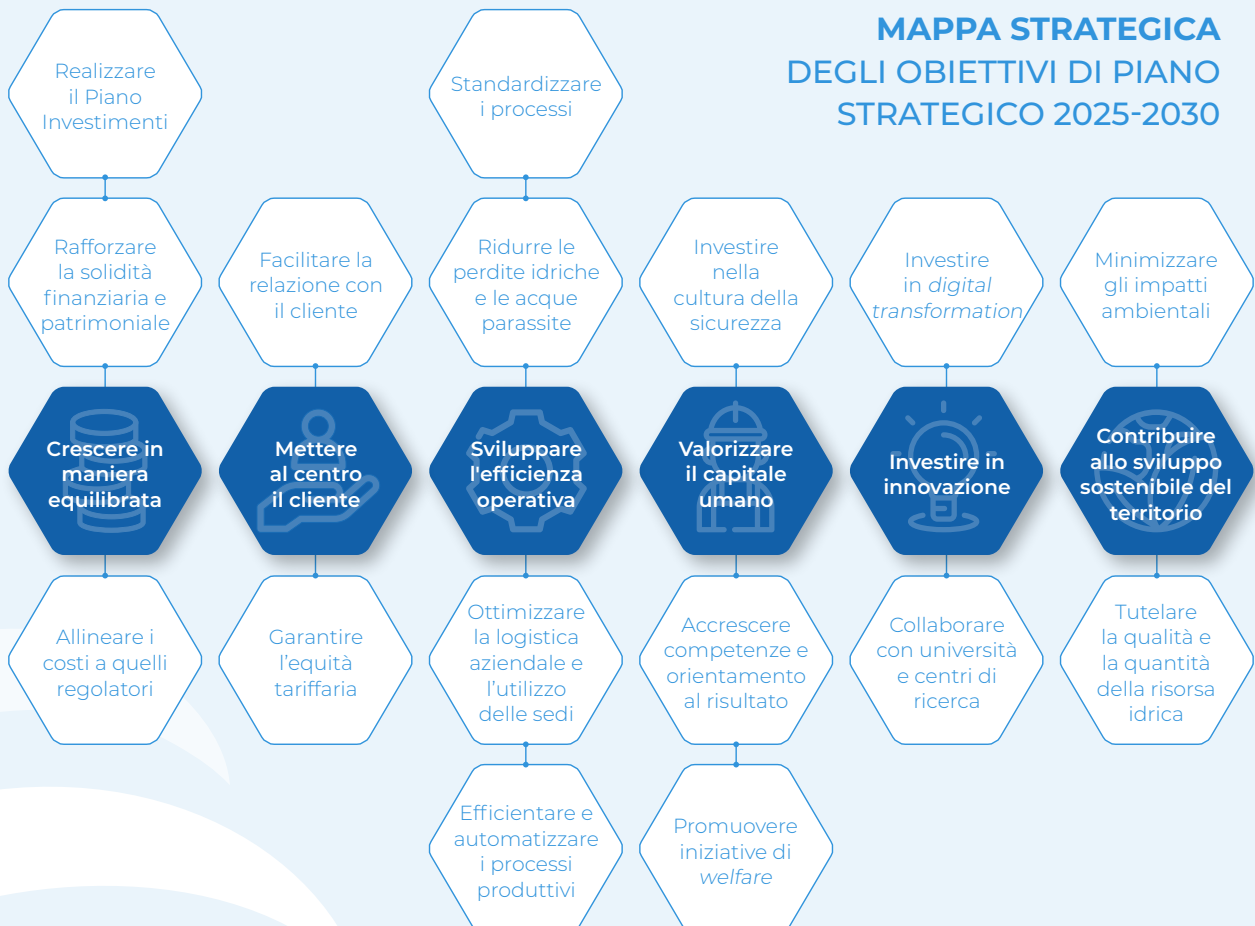 MAPPA STRATEGICA
DEGLI OBIETTIVI DI PIANO
STRATEGICO 2025-2030
Realizzare
il Piano
Investimenti
Standardizzare
i processi
Rafforzare
la solidità
finanziaria e
patrimoniale
Facilitare la
relazione con
il cliente
Ridurre le
perdite idriche
e le acque
parassite
Investire
nella
cultura della
sicurezza
Investire
in digital
transformation
Minimizzare
gli impatti
ambientali
Crescere in
maniera
equilibrata
Mettere
al centro
il cliente
Sviluppare
l'efficienza
operativa
Valorizzare
il capitale
umano
Investire in
innovazione
Contribuire
allo sviluppo
sostenibile del
territorio
Allineare i
costi a quelli
regolatori
Garantire
l’equità
tariffaria
Ottimizzare
la logistica
aziendale e
l’utilizzo
delle sedi
Accrescere
competenze e
orientamento
al risultato
Collaborare
con università
e centri di
ricerca
Tutelare
la qualità e
la quantità
della risorsa
idrica
Efficientare e
automatizzare
i processi
produttivi
Promuovere
iniziative di
welfare